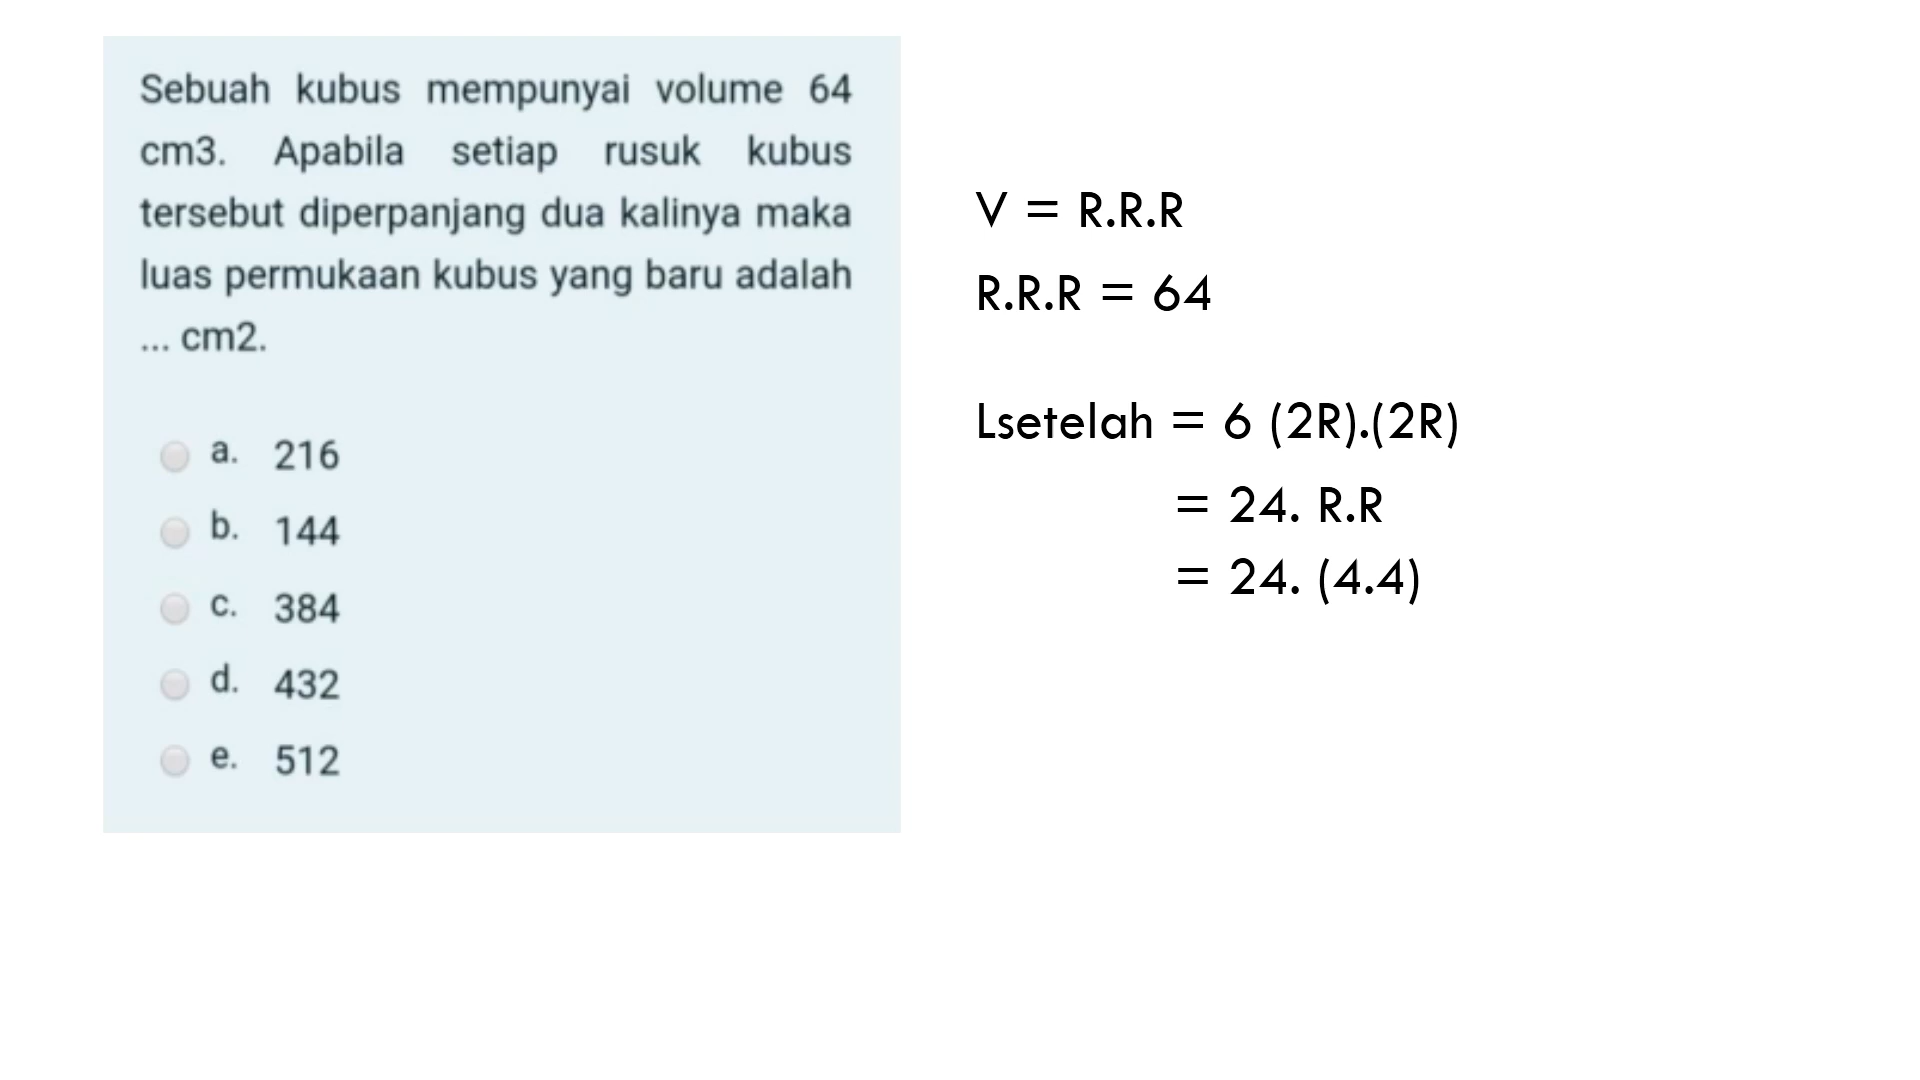 Sebuah kubus mempunyai volume 64
cm3. Apabila setiap rusuk kubus
tersebut diperpanjang dua kalinya maka
luas permukaan kubus yang baru adalah
... cm2.
a. 216
b. 144
c. 384
d. 432
e. 512
V = R.R.R
R.R.R = 64
Lsetelah = 6 (2R).(2R)
= 24. R.R
= 24. (4.4)